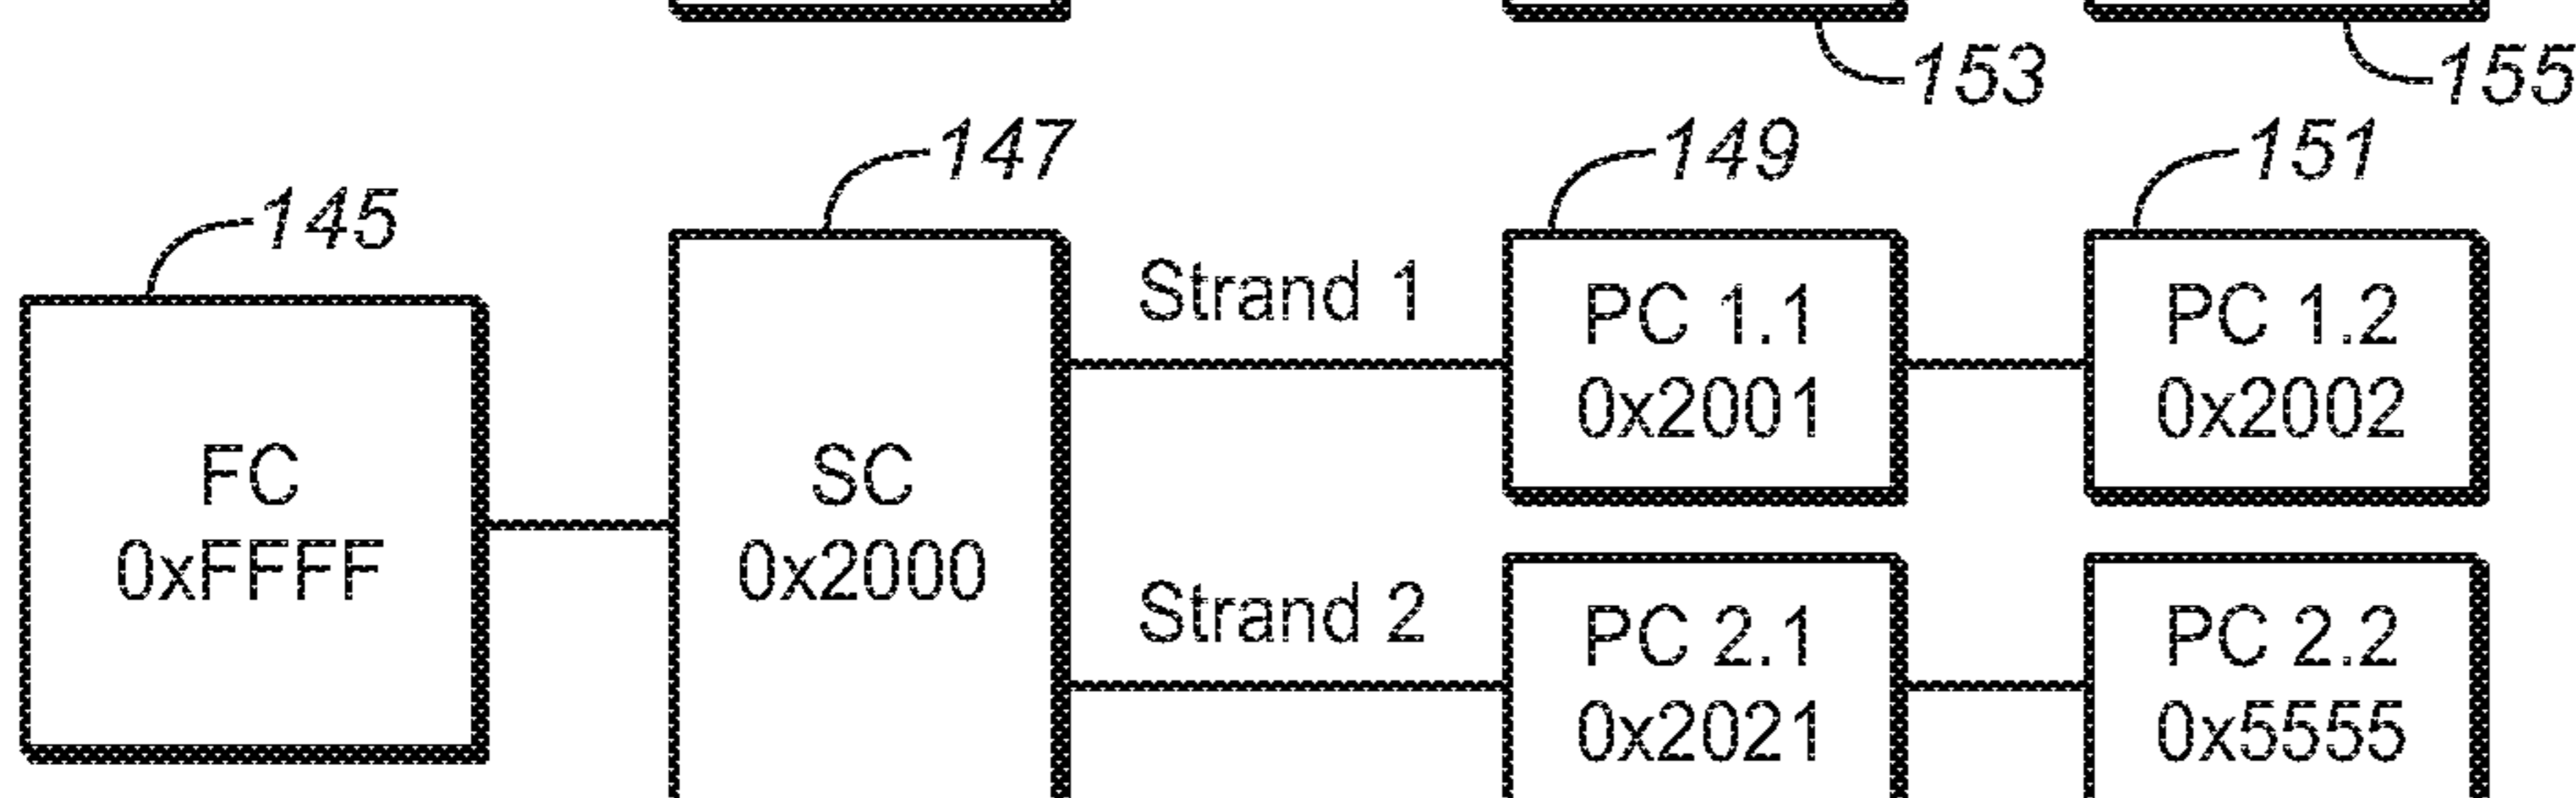 153
155
147
149
151
145
Strand 1
PC 1.1
0x2001
PC 1.2
0x2002
FC
0xFFFF
SC
0x2000
Strand 2
PC 2.1
0x2021
PC 2.2
0x5555